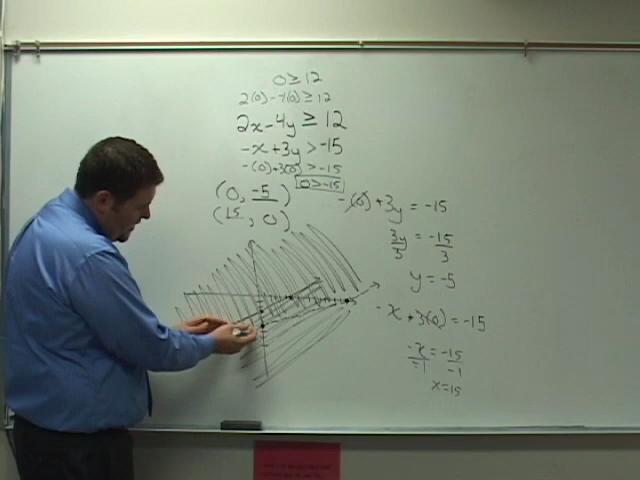 0 ≥ 12
2(0) - 4(0) ≥ 12
2x - 4y ≥ 12
-x + 3y > -15
-(0) + 3(0) > -15
0 > -15
(0, -5)
(15, 0)
-(0) + 3y = -15
3y/3 = -15/3
y = -5
-x + 3(0) = -15
-x/-1 = -15/-1
x = 15